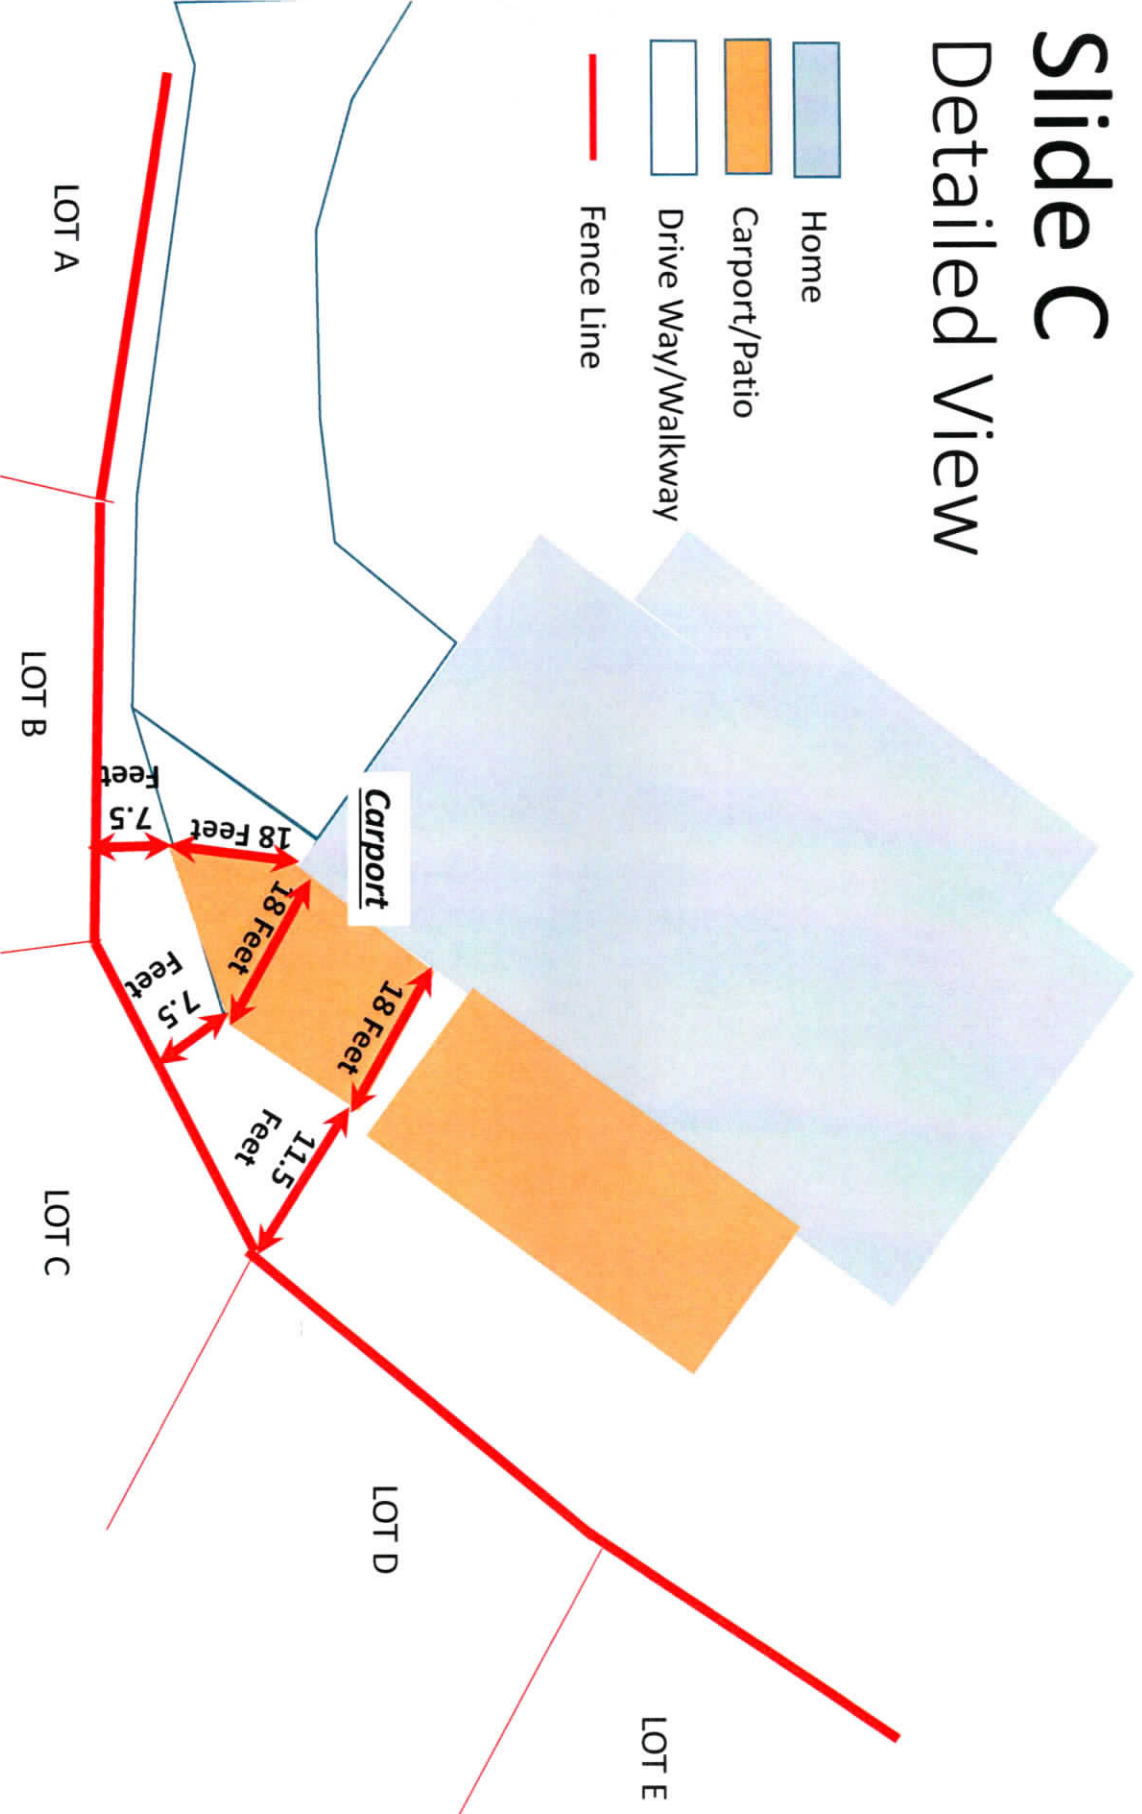 Slide C
Detailed View
Home
Carport/Patio
Drive Way/Walkway
Fence Line
Carport
7.5
Feet
18 Feet
18 Feet
18 Feet
7.5
Feet
11.5
Feet
LOT A
LOT B
LOT C
LOT D
LOT E